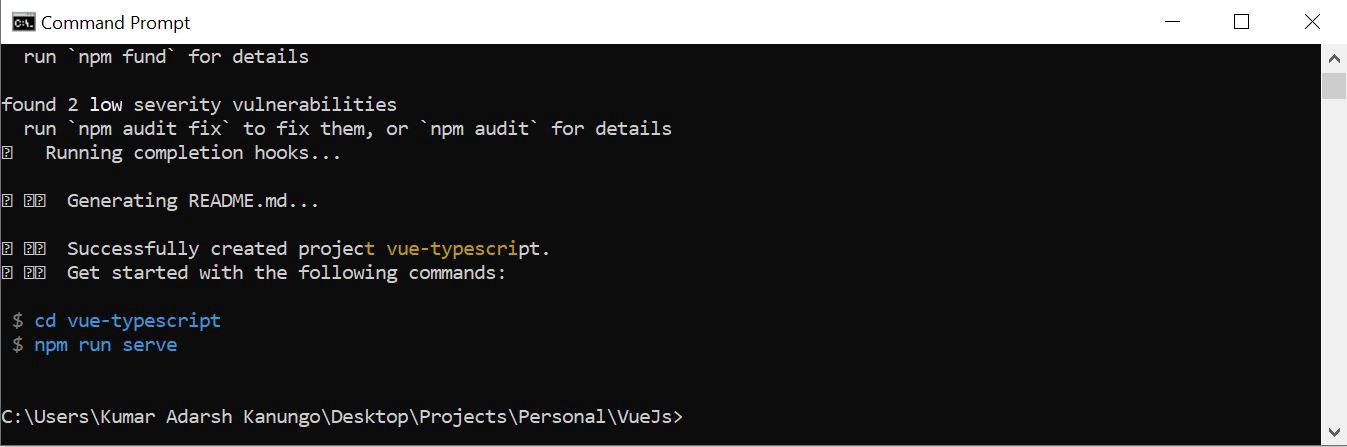 Command Prompt
run `npm fund` for details
found 2 low severity vulnerabilities
run `npm audit fix` to fix them, or `npm audit` for details
Running completion hooks...
Generating README.md...
Successfully created project vue-typescript.
Get started with the following commands:
$ cd vue-typescript
$ npm run serve
C:\Users\Kumar Adarsh Kanungo\Desktop\Projects\Personal\VueJs>